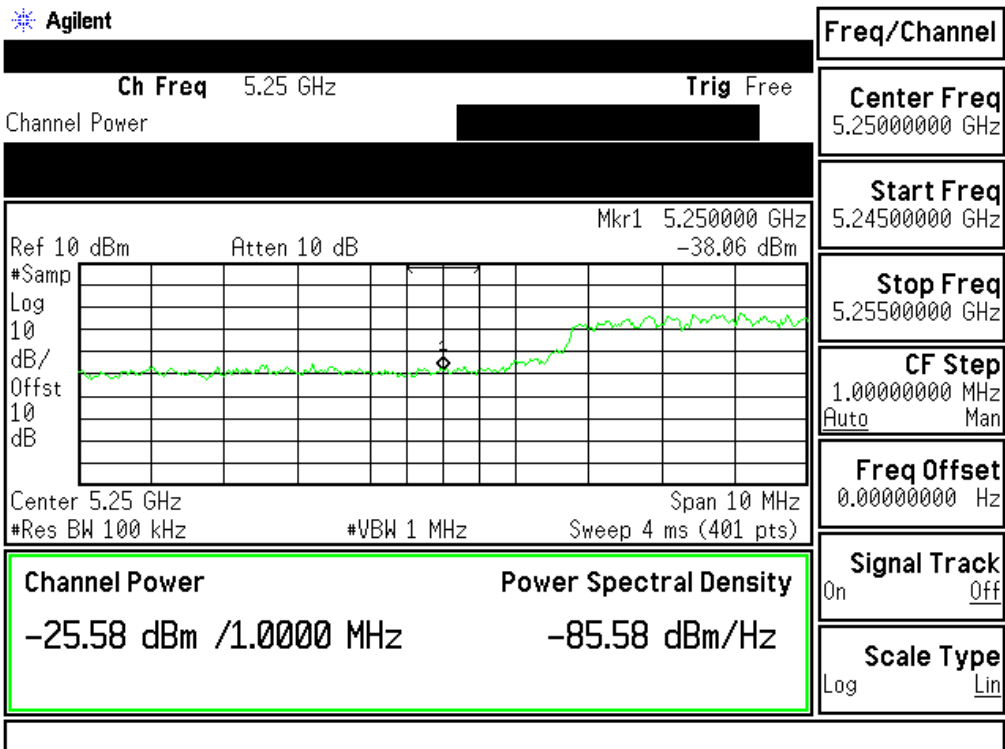 Agilent
Freq/Channel
Ch Freq 5.25 GHz Trig Free
Channel Power
Center Freq
5.25000000 GHz
Start Freq
5.24500000 GHz
Stop Freq
5.25500000 GHz
CF Step
1.00000000 MHz
Auto Man
Freq Offset
0.00000000 Hz
Signal Track
On Off
Scale Type
Log Lin
Mkr1 5.250000 GHz
Ref 10 dBm Atten 10 dB -38.06 dBm
#Samp
Log
10
dB/
Offst
10
dB
1
Center 5.25 GHz Span 10 MHz
#Res BW 100 kHz #VBW 1 MHz Sweep 4 ms (401 pts)
Channel Power Power Spectral Density
-25.58 dBm /1.0000 MHz -85.58 dBm/Hz